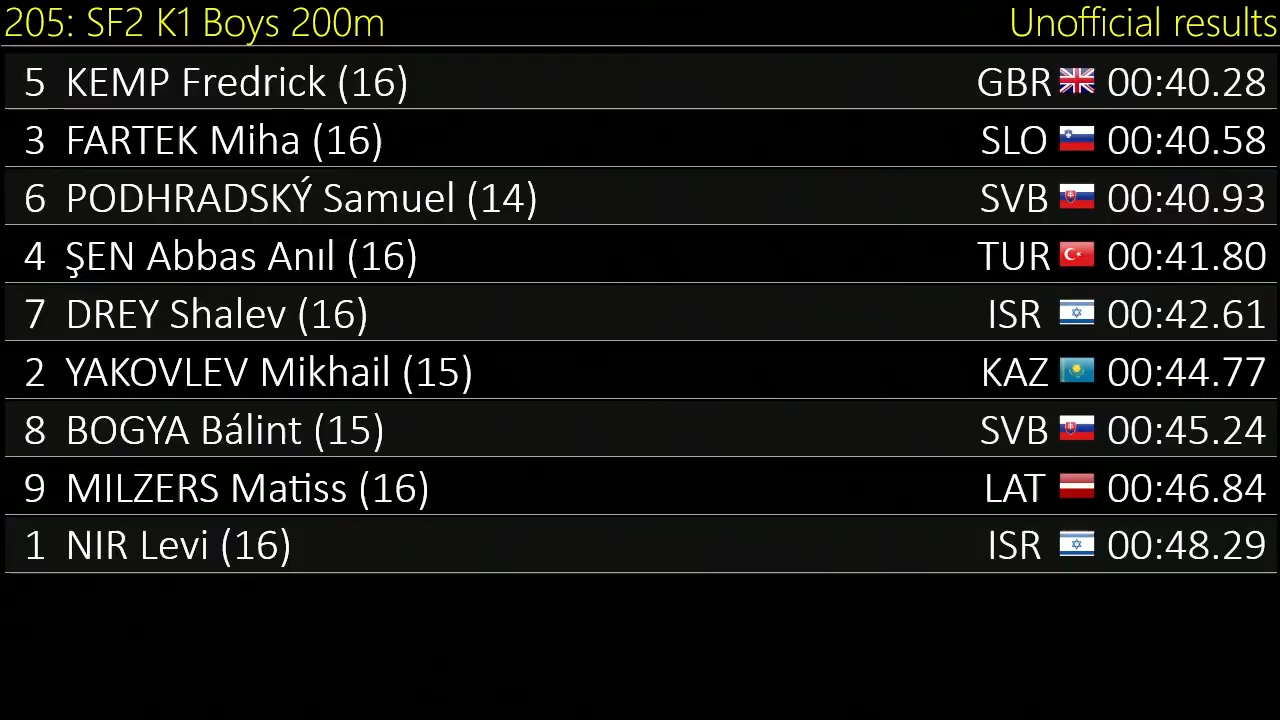 205: SF2 K1 Boys 200m Unofficial results
5 KEMP Fredrick (16) GBR 00:40.28
3 FARTEK Miha (16) SLO 00:40.58
6 PODHRADSKÝ Samuel (14) SVB 00:40.93
4 ŞEN Abbas Anıl (16) TUR 00:41.80
7 DREY Shalev (16) ISR 00:42.61
2 YAKOVLEV Mikhail (15) KAZ 00:44.77
8 BOGYA Bálint (15) SVB 00:45.24
9 MILZERS Matiss (16) LAT 00:46.84
1 NIR Levi (16) ISR 00:48.29